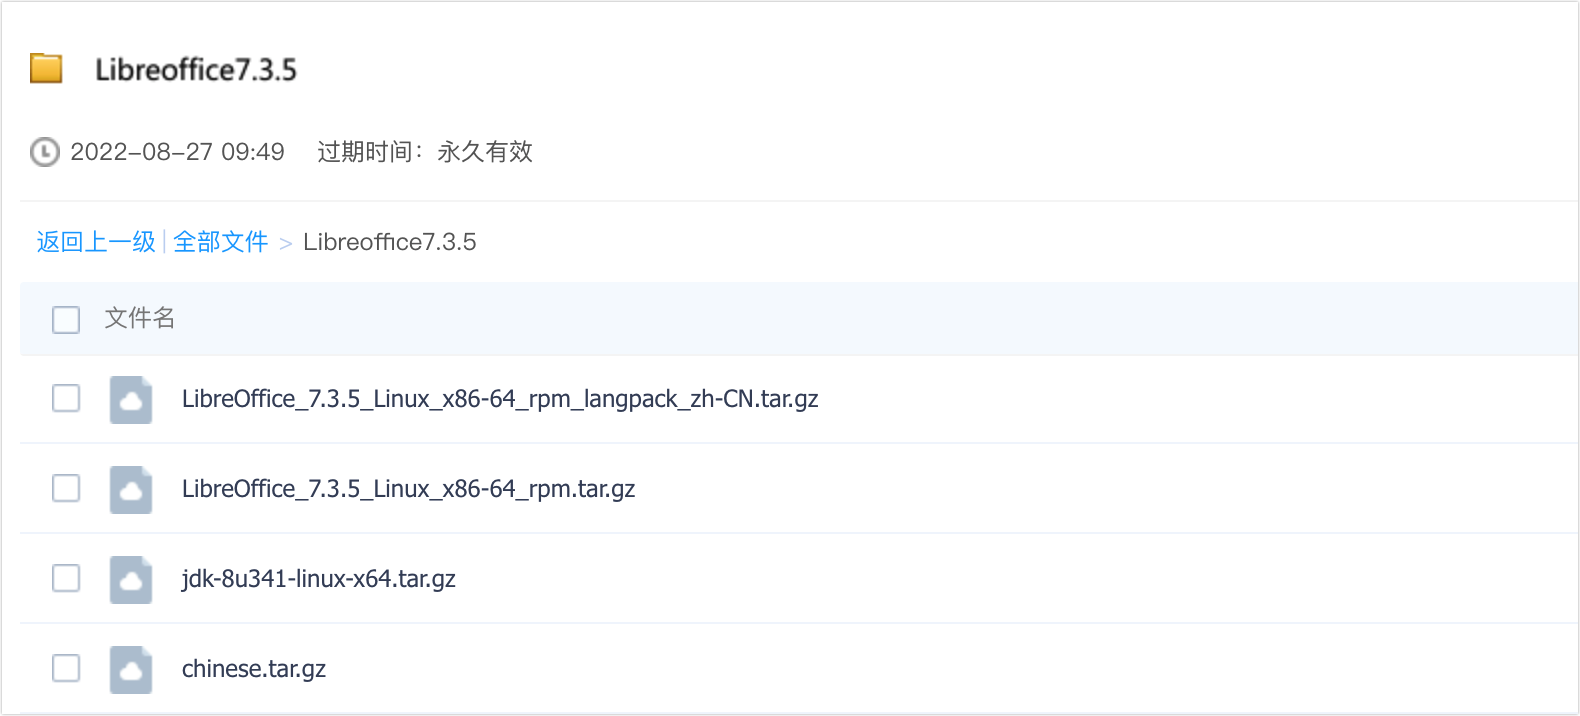 Libreoffice7.3.5
2022-08-27 09:49 过期时间：永久有效
返回上一级 | 全部文件 > Libreoffice7.3.5
文件名
LibreOffice_7.3.5_Linux_x86-64_rpm_langpack_zh-CN.tar.gz
LibreOffice_7.3.5_Linux_x86-64_rpm.tar.gz
jdk-8u341-linux-x64.tar.gz
chinese.tar.gz